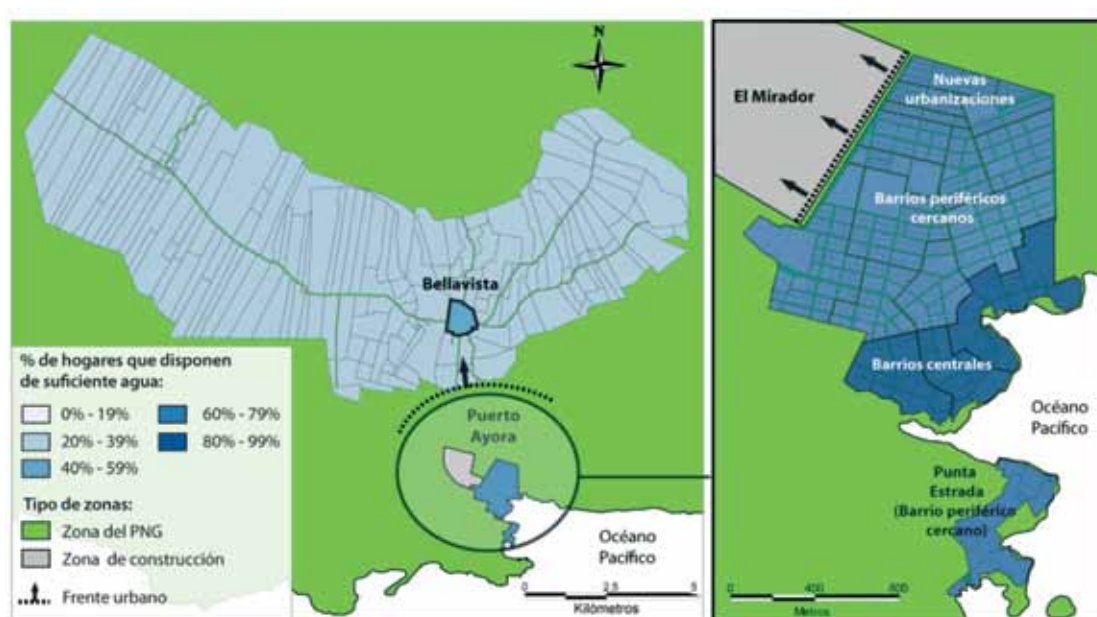 N
Bellavista
Puerto
Ayora
Océano
Pacífico
0 2,5 5
Kilómetros
% de hogares que disponen
de suficiente agua:
0% - 19%
20% - 39%
40% - 59%
60% - 79%
80% - 99%
Tipo de zonas:
Zona del PNG
Zona de construcción
Frente urbano
El Mirador
Nuevas
urbanizaciones
Barrios periféricos
cercanos
Barrios centrales
Océano
Pacífico
Punta
Estrada
(Barrio periférico
cercano)
0 400 800
Metros